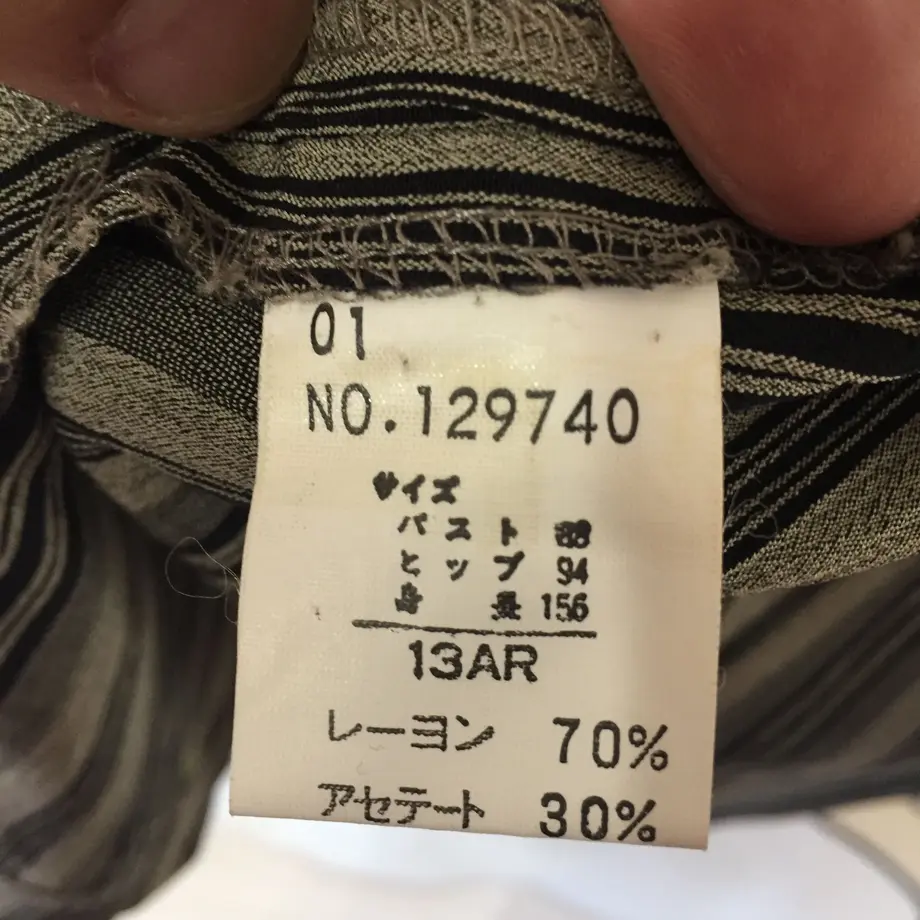 01
NO.129740
サイズ
バスト 88
ヒップ 94
身長 156
13AR
レーヨン 70%
アセテート 30%